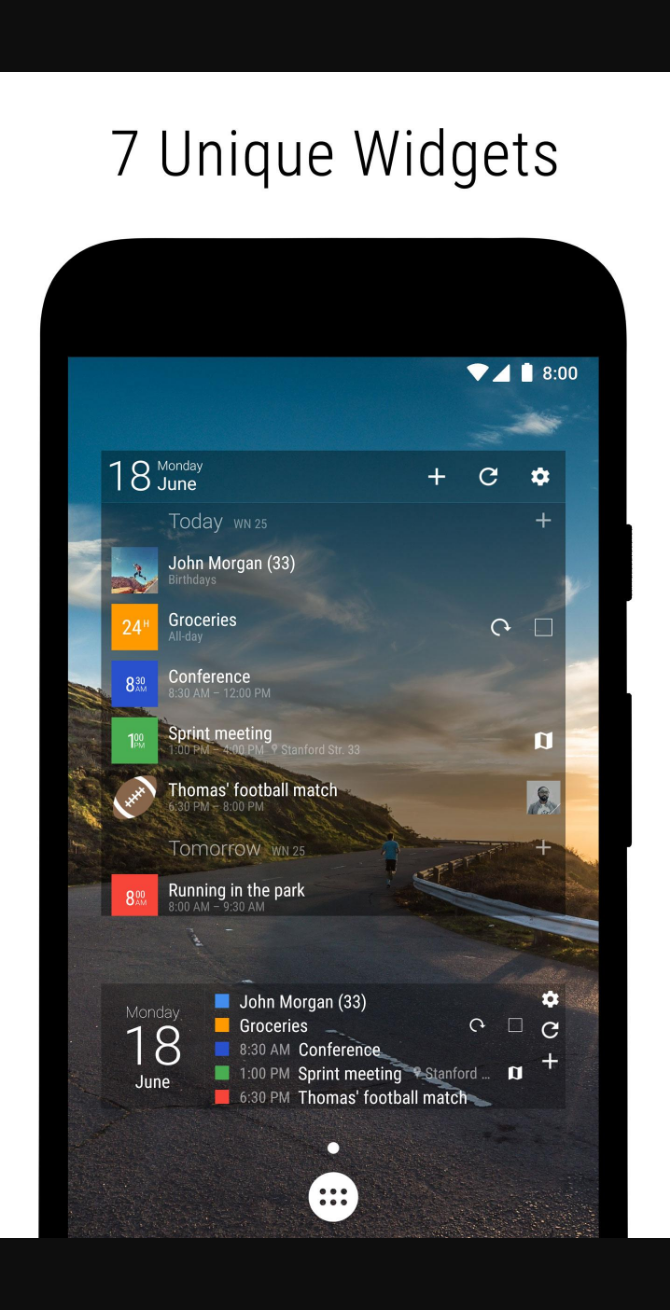 7 Unique Widgets
8:00
18 Monday
June
Today WN 25
John Morgan (33)
Birthdays
24H Groceries
All-day
8 30 AM Conference
8:30 AM – 12:00 PM
1 00 PM Sprint meeting
1:00 PM – 4:00 PM Stanford Str. 33
Thomas' football match
6:30 PM – 8:00 PM
Tomorrow WN 25
8 00 AM Running in the park
8:00 AM – 9:30 AM
Monday
18
June
John Morgan (33)
Groceries
8:30 AM Conference
1:00 PM Sprint meeting Stanford ...
6:30 PM Thomas' football match